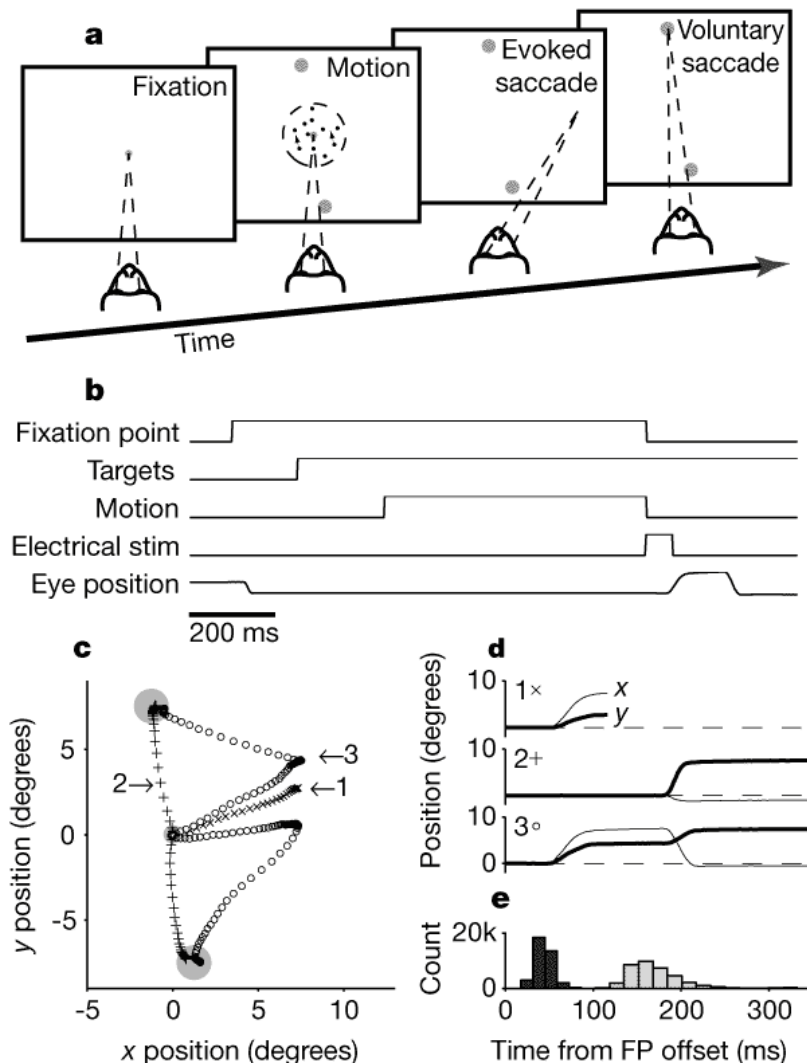 a
Fixation
Motion
Evoked
saccade
Voluntary
saccade
Time
b
Fixation point
Targets
Motion
Electrical stim
Eye position
200 ms
c
y position (degrees)
5
0
-5
2→
←3
←1
-5 0 5 10
x position (degrees)
d
Position (degrees)
10
0
1×
x
y
10
0
2+
10
0
3○
e
Count
20k
0
0 100 200 300
Time from FP offset (ms)